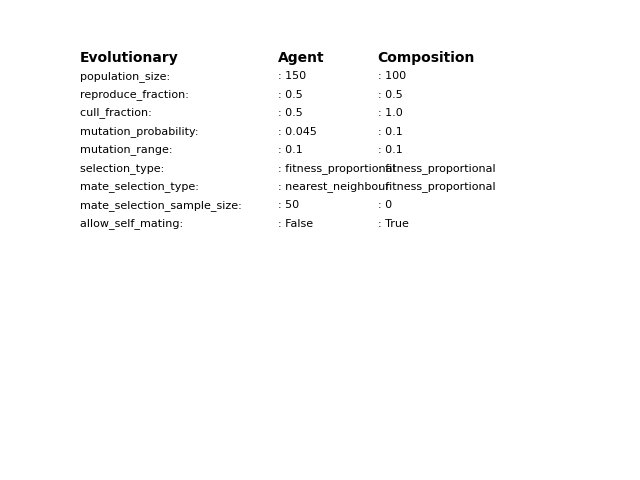 Evolutionary Agent Composition
population_size: : 150 : 100
reproduce_fraction: : 0.5 : 0.5
cull_fraction: : 0.5 : 1.0
mutation_probability: : 0.045 : 0.1
mutation_range: : 0.1 : 0.1
selection_type: : fitness_proportional : fitness_proportional
mate_selection_type: : nearest_neighbour : fitness_proportional
mate_selection_sample_size: : 50 : 0
allow_self_mating: : False : True